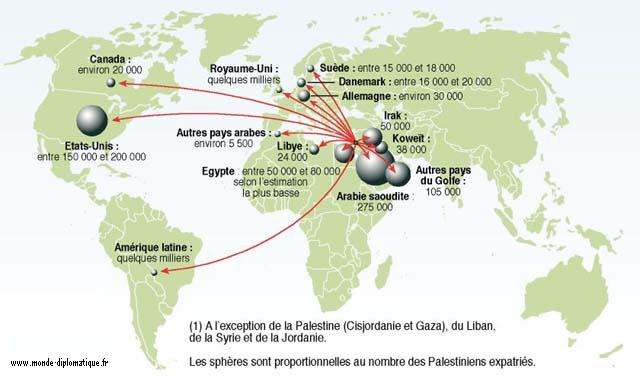 Canada :
environ 20 000
Royaume-Uni :
quelques milliers
Suède : entre 15 000 et 18 000
Danemark : entre 16 000 et 20 000
Allemagne : environ 30 000
Etats-Unis :
entre 150 000 et 200 000
Autres pays arabes :
environ 5 500
Libye :
24 000
Irak :
50 000
Koweït :
38 000
Egypte : entre 50 000 et 80 000
selon l'estimation
la plus basse
Autres pays
du Golfe :
105 000
Arabie saoudite :
275 000
Amérique latine :
quelques milliers
(1) A l'exception de la Palestine (Cisjordanie et Gaza), du Liban,
de la Syrie et de la Jordanie.
Les sphères sont proportionnelles au nombre des Palestiniens expatriés.
www.monde-diplomatique.fr